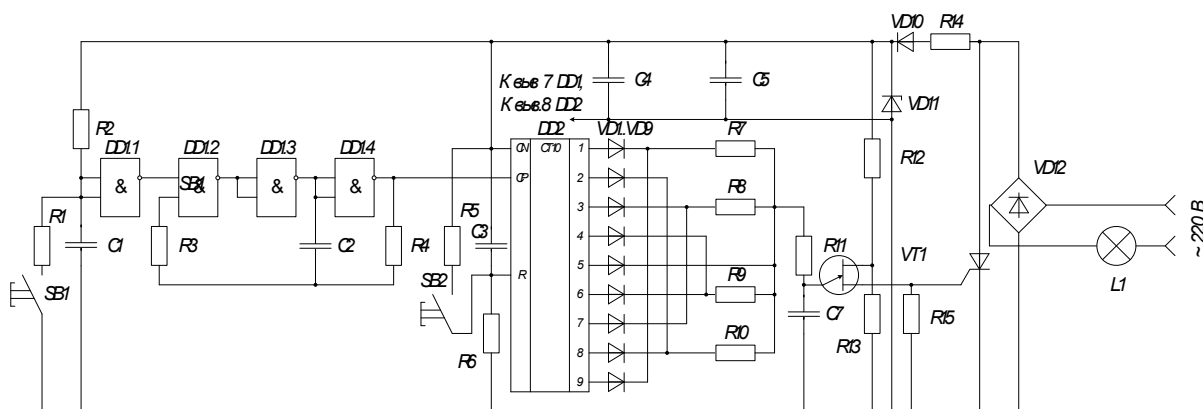 VD10
R14
К выв 7 DD1,
К выв.8 DD2
C4
C5
VD11
R2
DD1.1
DD1.2
DD1.3
DD1.4
DD2
VD1..VD9
R7
R12
VD12
&
&
&
&
SB1
CN
CT10
CP
R
1
2
3
4
5
6
7
8
9
R8
R1
C1
R3
C2
R4
R5
C3
R11
VT1
~ 220 В
SB1
SB2
R9
L1
C7
R15
R6
R10
R13